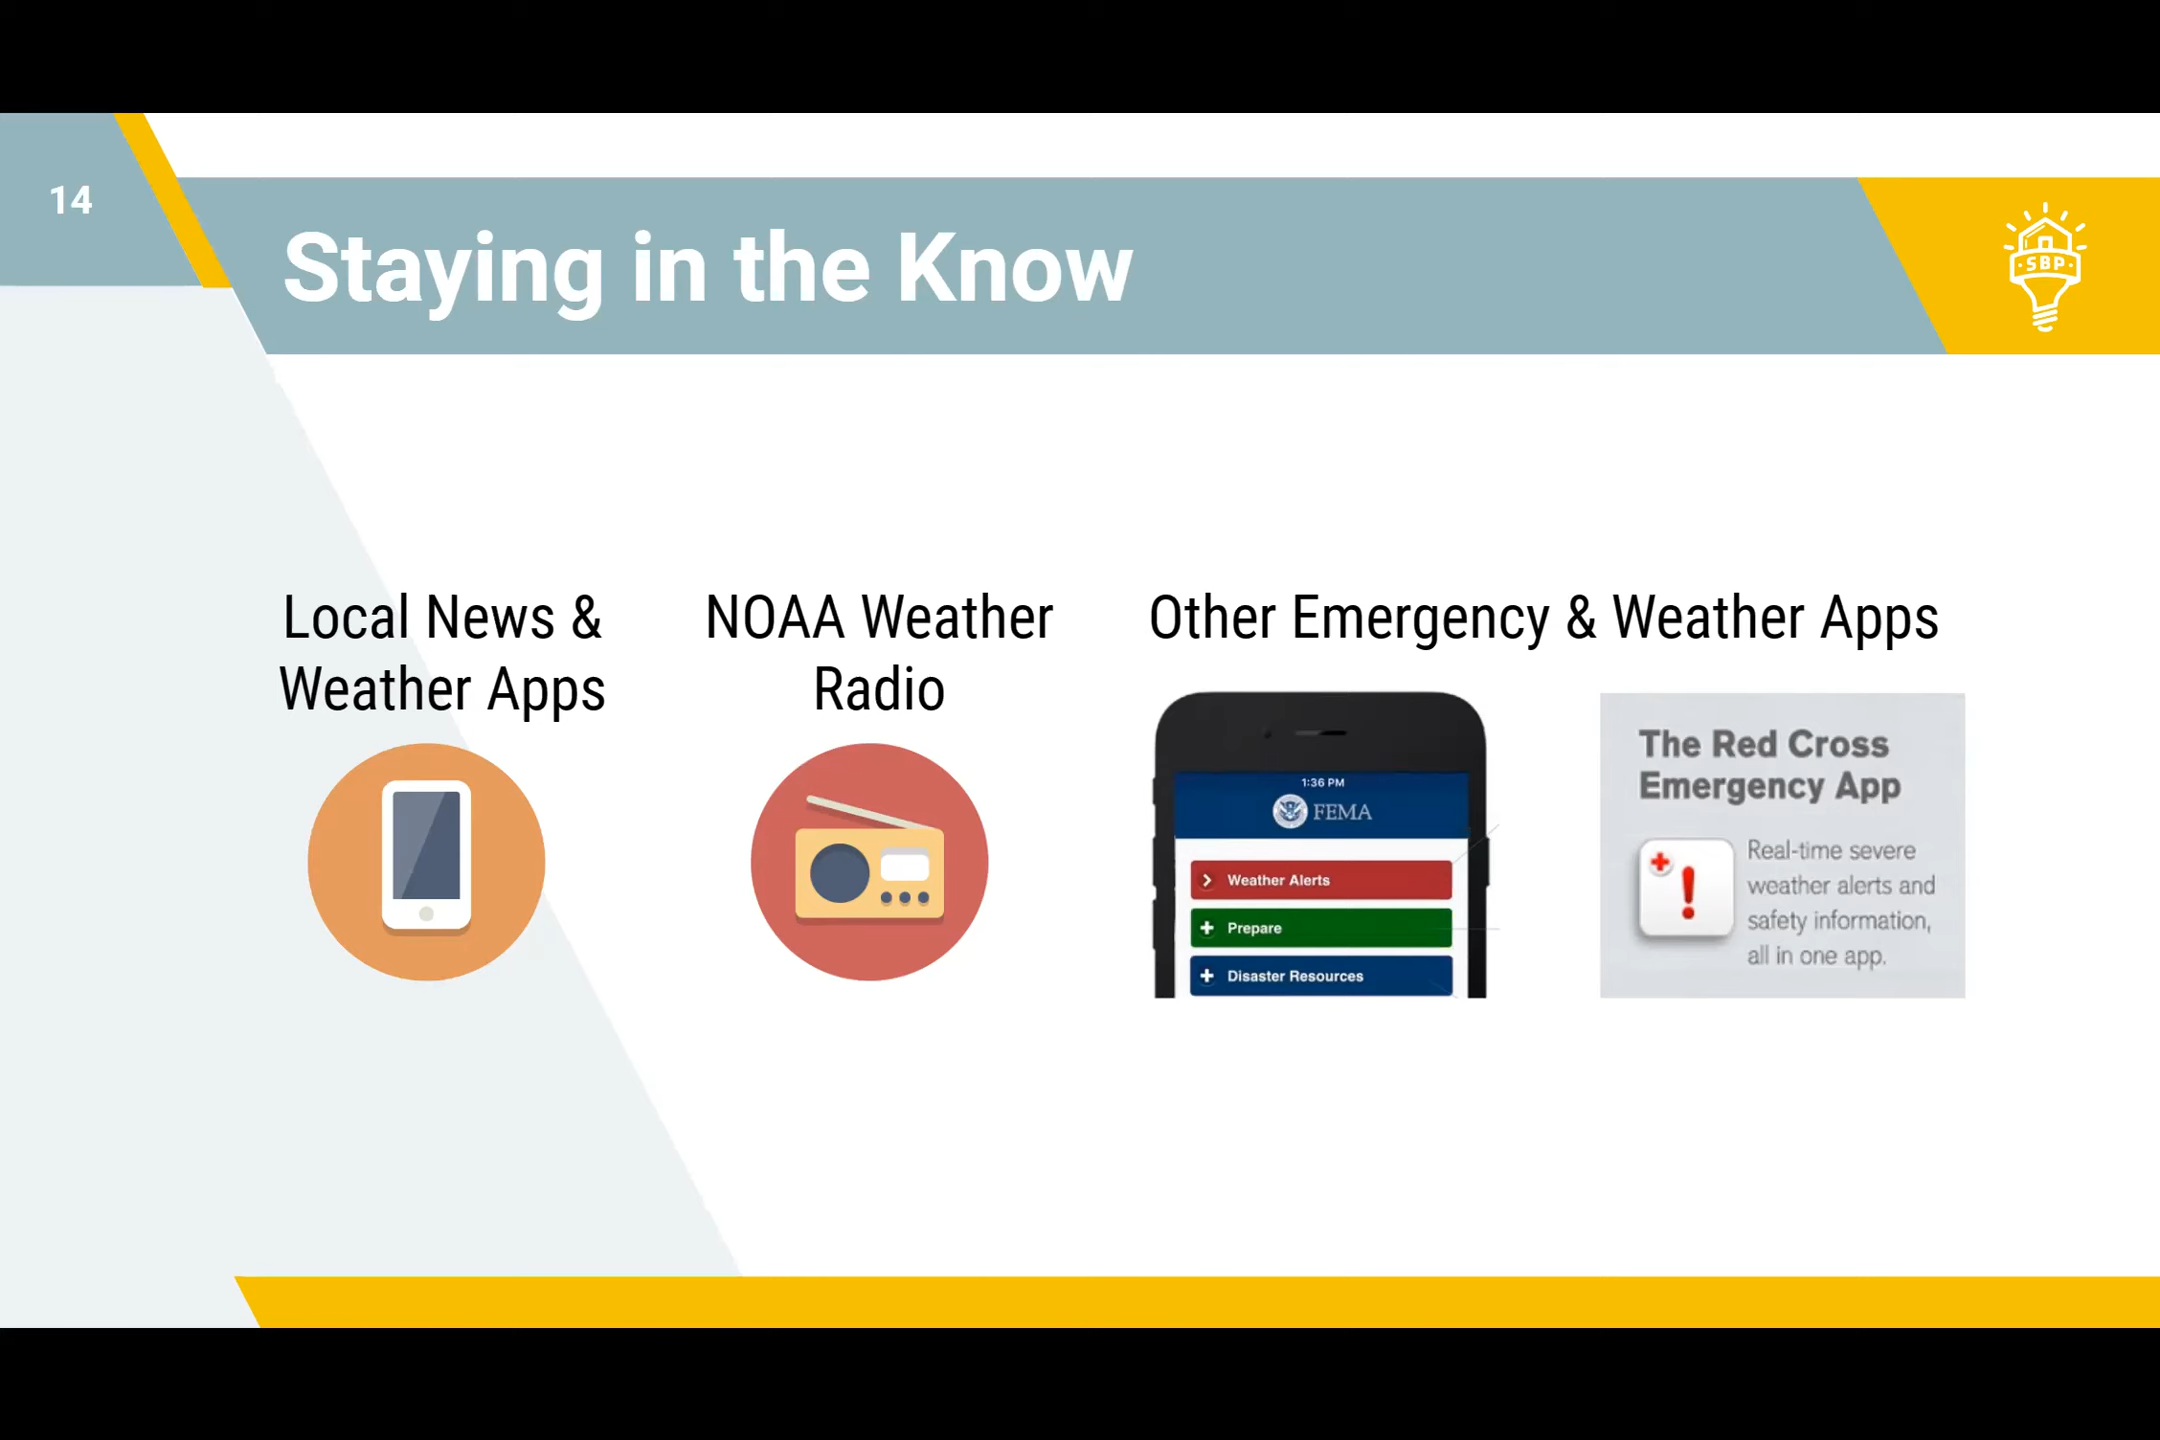 14
Staying in the Know
SBP
Local News &
Weather Apps
NOAA Weather
Radio
Other Emergency & Weather Apps
1:36 PM
FEMA
Weather Alerts
Prepare
Disaster Resources
The Red Cross
Emergency App
Real-time severe
weather alerts and
safety information,
all in one app.